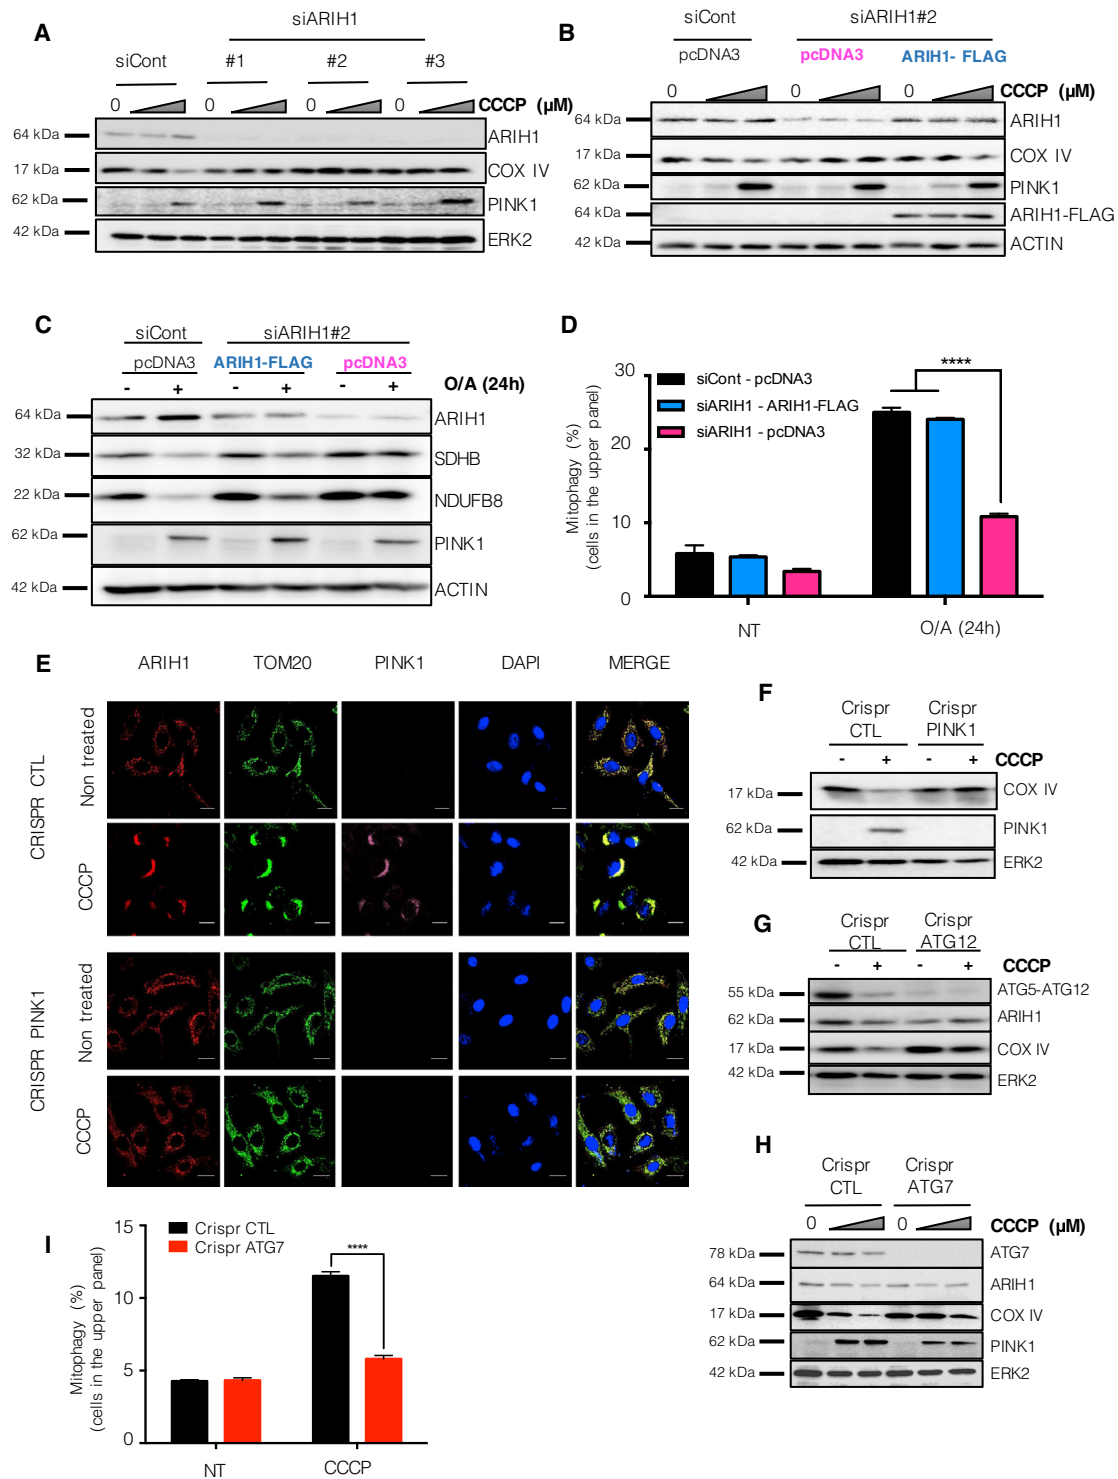 A
siARIH1
siCont
#1
#2
#3
0
0
0
0
CCCP (µM)
64 kDa
ARIH1
17 kDa
COX IV
62 kDa
PINK1
42 kDa
ERK2
B
siCont
siARIH1#2
pcDNA3
pcDNA3
ARIH1- FLAG
0
0
0
CCCP (µM)
64 kDa
ARIH1
17 kDa
COX IV
62 kDa
PINK1
64 kDa
ARIH1-FLAG
42 kDa
ACTIN
C
siCont
siARIH1#2
pcDNA3
ARIH1-FLAG
pcDNA3
- + - + - +
O/A (24h)
64 kDa
ARIH1
32 kDa
SDHB
22 kDa
NDUFB8
62 kDa
PINK1
42 kDa
ACTIN
D
Mitophagy (%)
(cells in the upper panel)
30
20
10
0
siCont - pcDNA3
siARIH1 - ARIH1-FLAG
siARIH1 - pcDNA3
****
NT
O/A (24h)
E
ARIH1
TOM20
PINK1
DAPI
MERGE
CRISPR CTL
Non treated
CCCP
CRISPR PINK1
Non treated
CCCP
F
Crispr CTL
Crispr PINK1
- + - +
CCCP
17 kDa
COX IV
62 kDa
PINK1
42 kDa
ERK2
G
Crispr CTL
Crispr ATG12
- + - +
CCCP
55 kDa
ATG5-ATG12
62 kDa
ARIH1
17 kDa
COX IV
42 kDa
ERK2
H
Crispr CTL
Crispr ATG7
0
0
CCCP (µM)
78 kDa
ATG7
64 kDa
ARIH1
17 kDa
COX IV
62 kDa
PINK1
42 kDa
ERK2
I
Mitophagy (%)
(cells in the upper panel)
15
10
5
0
Crispr CTL
Crispr ATG7
****
NT
CCCP